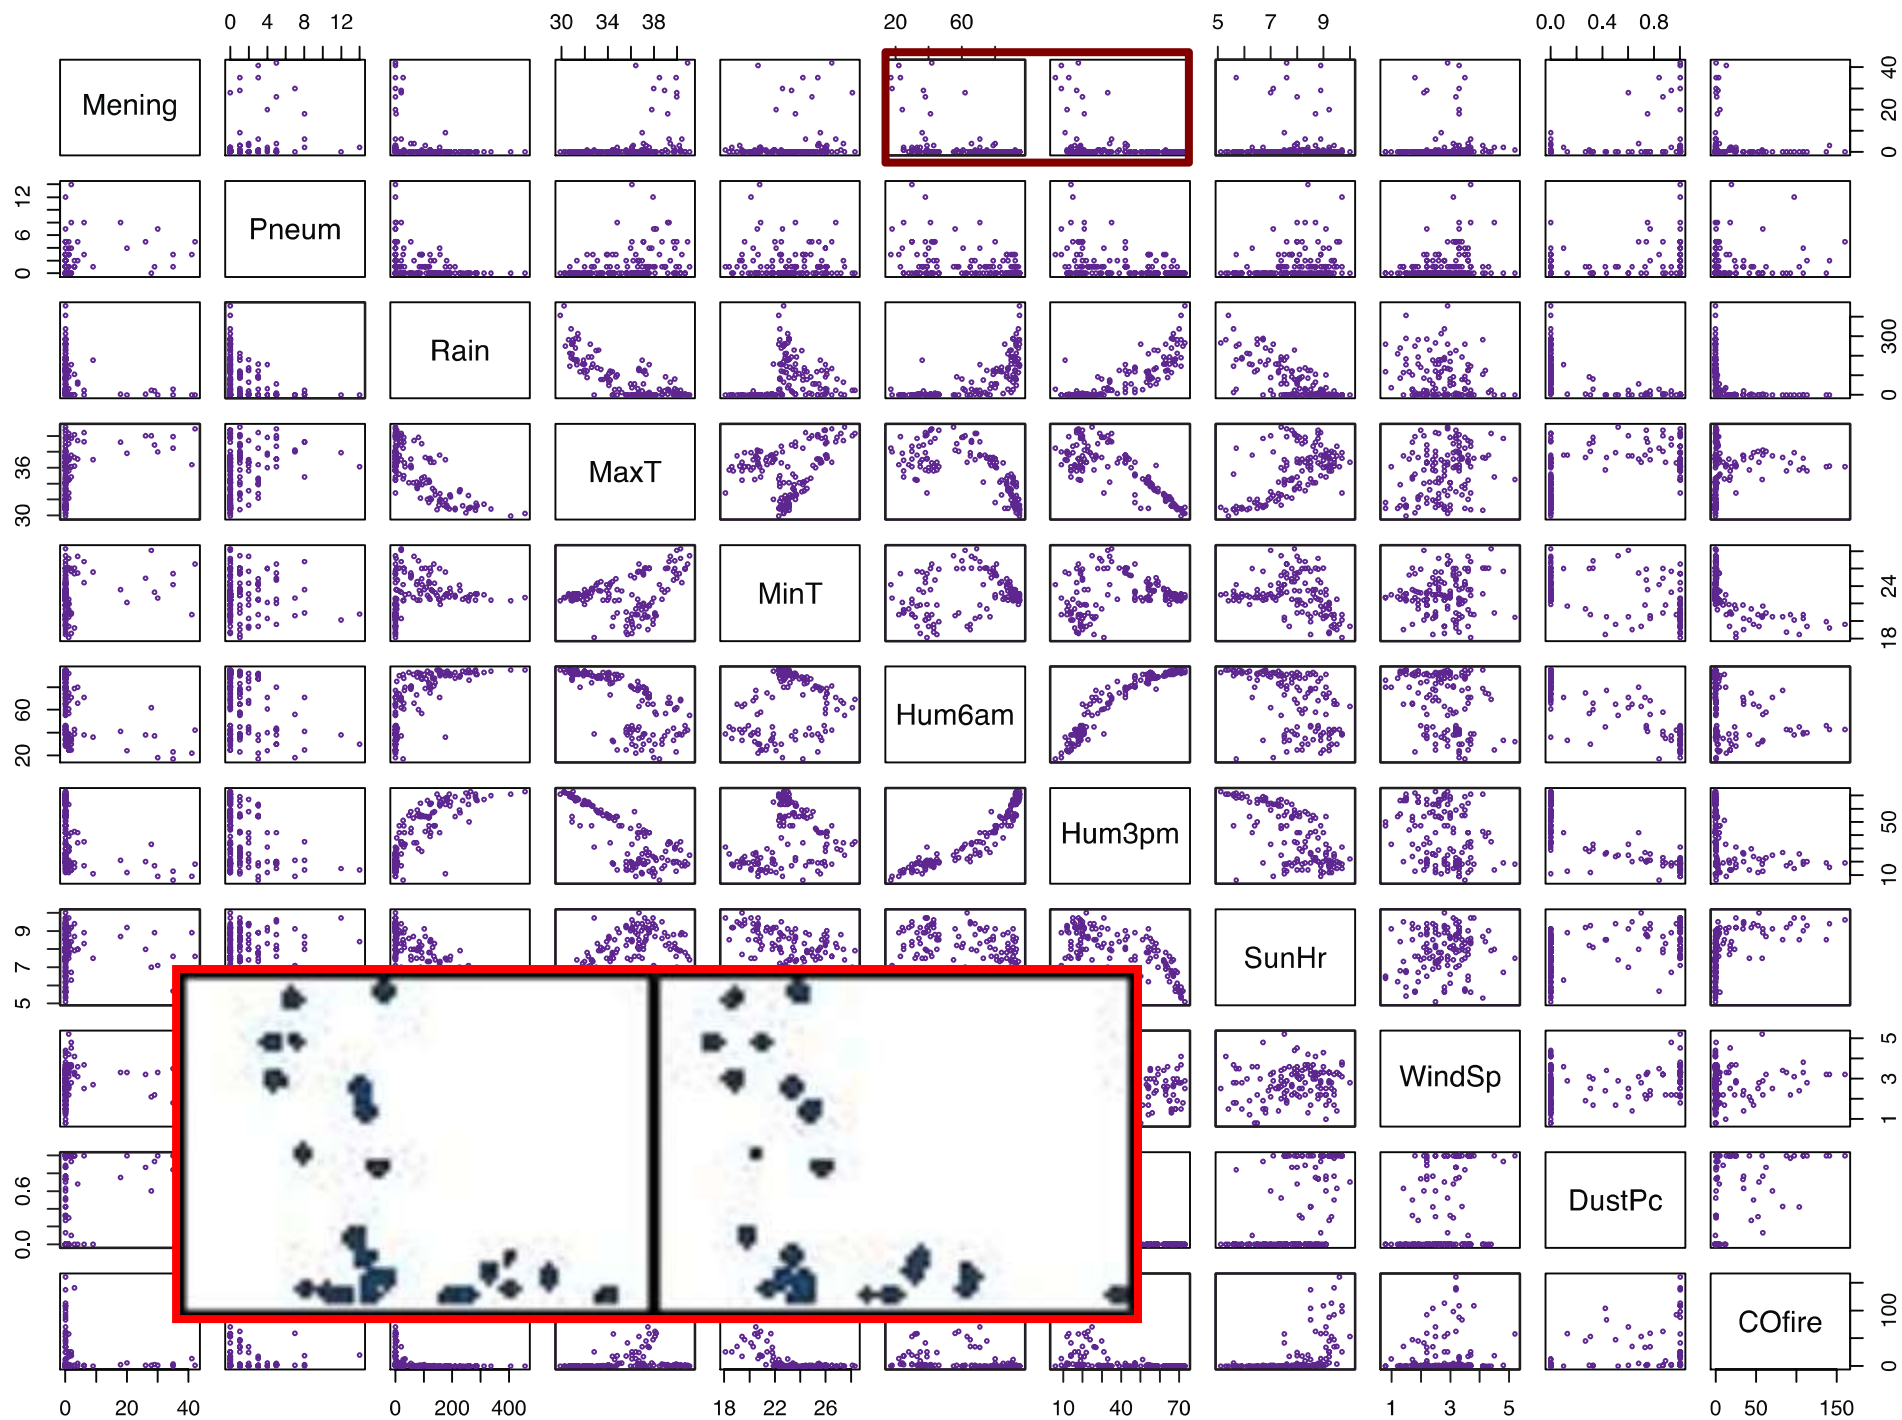 0 4 8 12 30 34 38 20 60 5 7 9 0.0 0.4 0.8
Mening 0 20 40
0 6 12 Pneum
Rain 0 300
30 36 MaxT
MinT 18 24
20 60 Hum6am
Hum3pm 10 50
5 7 9 SunHr
WindSp 1 3 5
0.0 0.6 DustPc
COfire 0 100
0 20 40 0 200 400 18 22 26 10 40 70 1 3 5 0 50 150